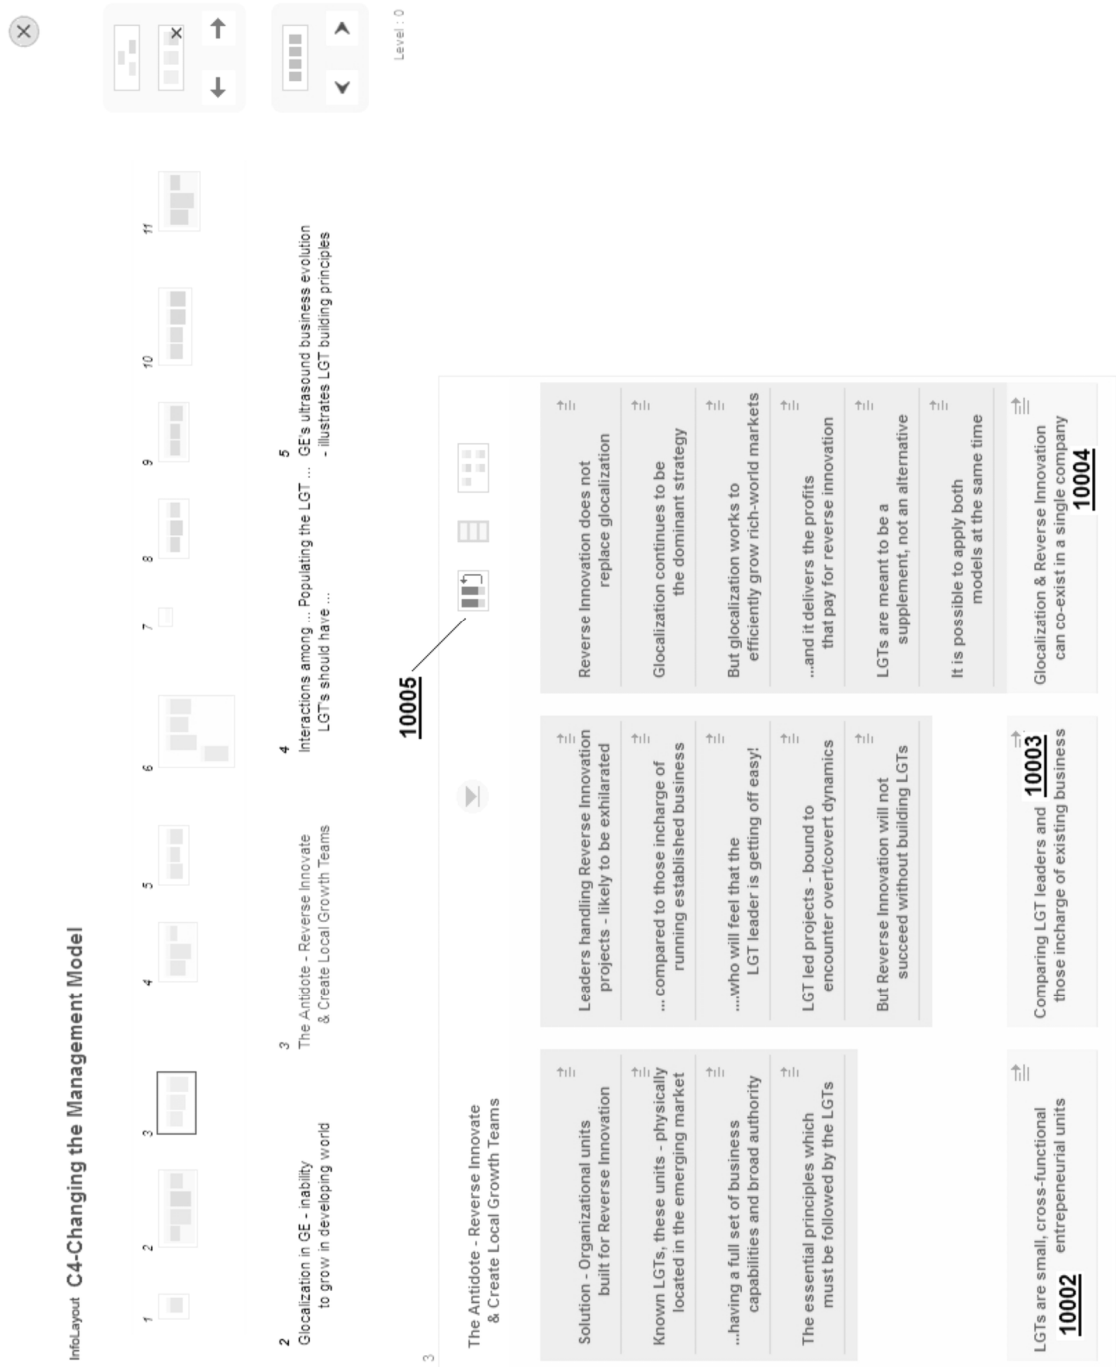 InfoLayout C4-Changing the Management Model
1 2 3 4 5 6 7 8 9 10 11
2
Glocalization in GE - inability
to grow in developing world
3
The Antidote - Reverse Innovate
& Create Local Growth Teams
4
Interactions among ... Populating the LGT ...
LGT's should have ...
5
GE's ultrasound business evolution
- illustrates LGT building principles
Level : 0
3
The Antidote - Reverse Innovate
& Create Local Growth Teams
10005
Solution - Organizational units
built for Reverse Innovation
Known LGTs, these units - physically
located in the emerging market
...having a full set of business
capabilities and broad authority
The essential principles which
must be followed by the LGTs
LGTs are small, cross-functional
entrepeneurial units
10002
Leaders handling Reverse Innovation
projects - likely to be exhilarated
... compared to those incharge of
running established business
....who will feel that the
LGT leader is getting off easy!
LGT led projects - bound to
encounter overt/covert dynamics
But Reverse Innovation will not
succeed without building LGTs
Comparing LGT leaders and
those incharge of existing business
10003
Reverse Innovation does not
replace glocalization
Glocalization continues to be
the dominant strategy
But glocalization works to
efficiently grow rich-world markets
...and it delivers the profits
that pay for reverse innovation
LGTs are meant to be a
supplement, not an alternative
It is possible to apply both
models at the same time
Glocalization & Reverse Innovation
can co-exist in a single company
10004